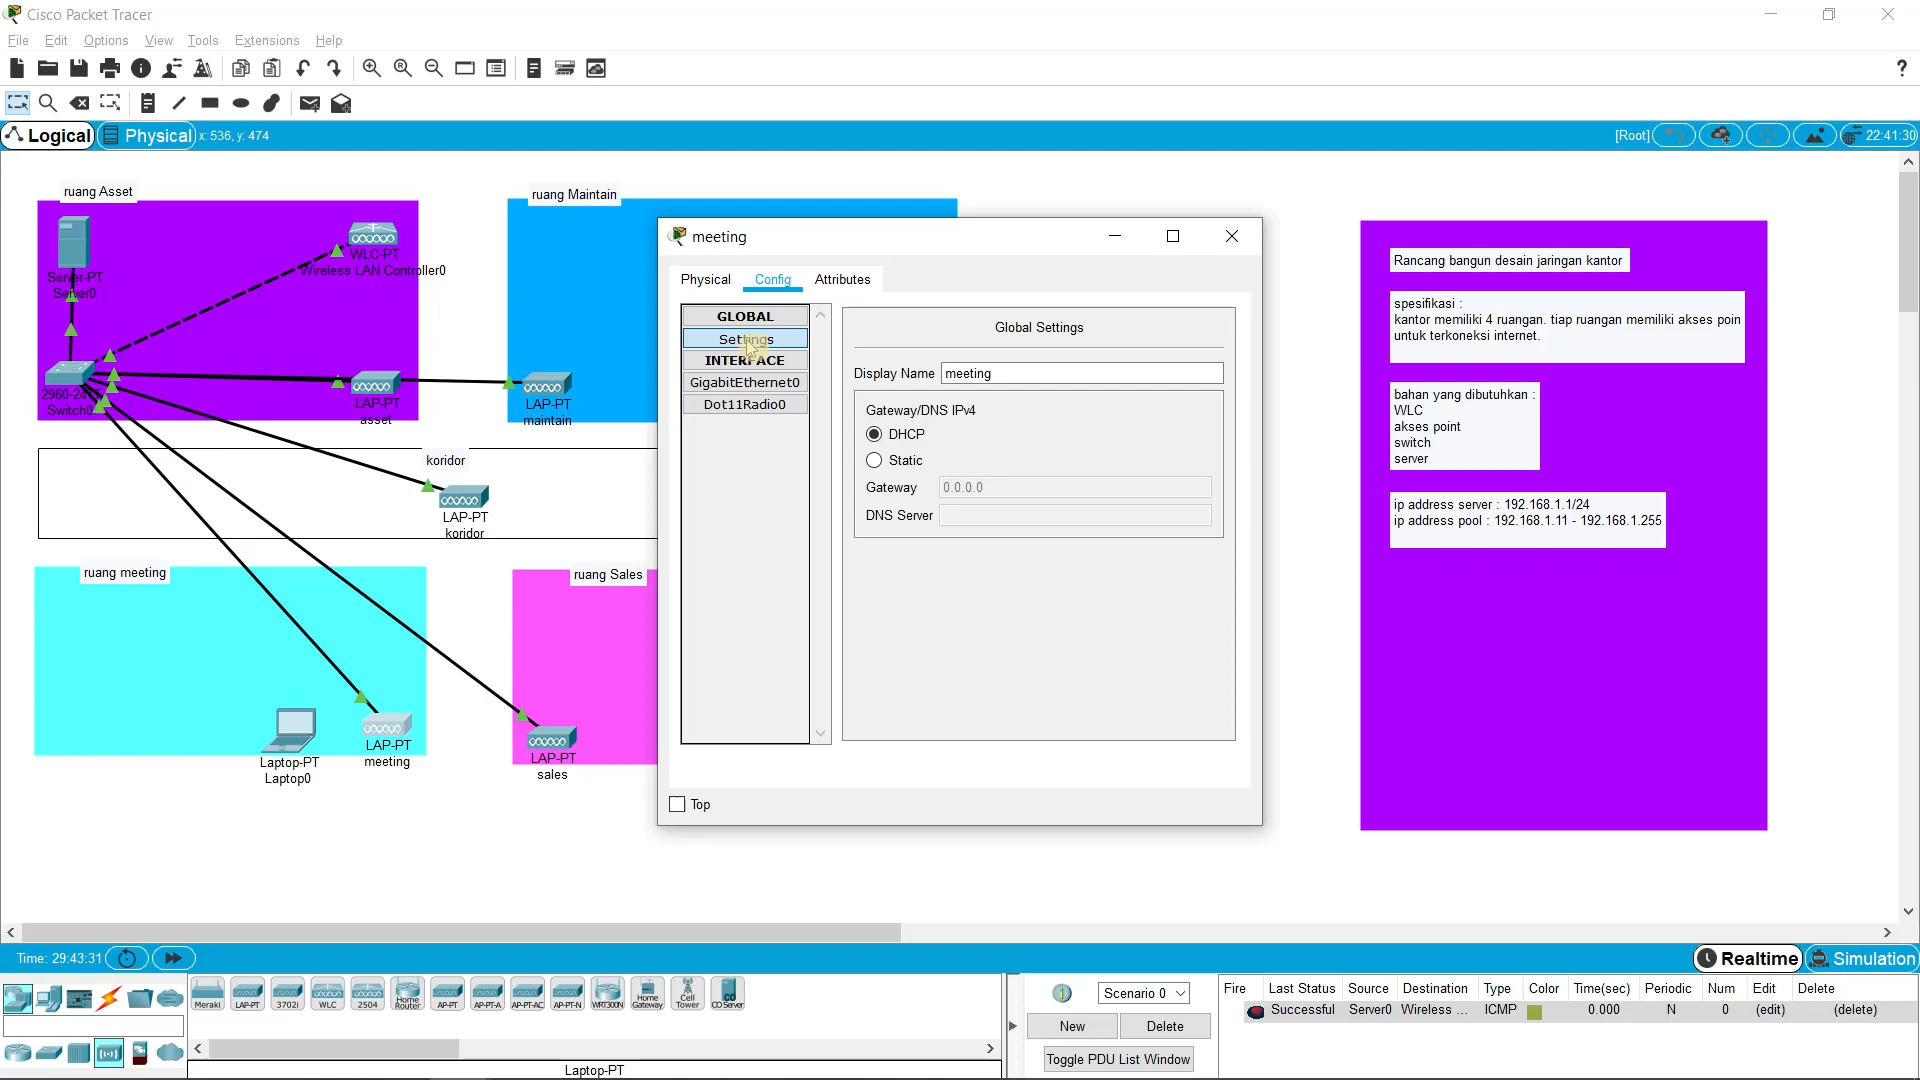 Cisco Packet Tracer
File Edit Options View Tools Extensions Help
?
Logical Physical x: 536, y: 474 [Root] 22:41:30
ruang Asset
ruang Maintain
Server-PT
Server0
WLC-PT
Wireless LAN Controller0
2960-24
Switch0
LAP-PT
asset
LAP-PT
maintain
koridor
LAP-PT
koridor
ruang meeting
ruang Sales
Laptop-PT
Laptop0
LAP-PT
meeting
LAP-PT
sales
meeting
Physical Config Attributes
GLOBAL
Settings
INTERFACE
GigabitEthernet0
Dot11Radio0
Global Settings
Display Name meeting
Gateway/DNS IPv4
DHCP
Static
Gateway 0.0.0.0
DNS Server
Top
Rancang bangun desain jaringan kantor
spesifikasi :
kantor memiliki 4 ruangan. tiap ruangan memiliki akses poin
untuk terkoneksi internet.
bahan yang dibutuhkan :
WLC
akses point
switch
server
ip address server : 192.168.1.1/24
ip address pool : 192.168.1.11 - 192.168.1.255
Time: 29:43:31
Realtime Simulation
Meraki LAP-PT 3702i WLC 2504 Home Router AP-PT AP-PT-A AP-PT-AC AP-PT-N WRT300N Home Gateway Cell Tower CO Server
Laptop-PT
Scenario 0
New Delete
Toggle PDU List Window
Fire Last Status Source Destination Type Color Time(sec) Periodic Num Edit Delete
Successful Server0 Wireless ... ICMP 0.000 N 0 (edit) (delete)